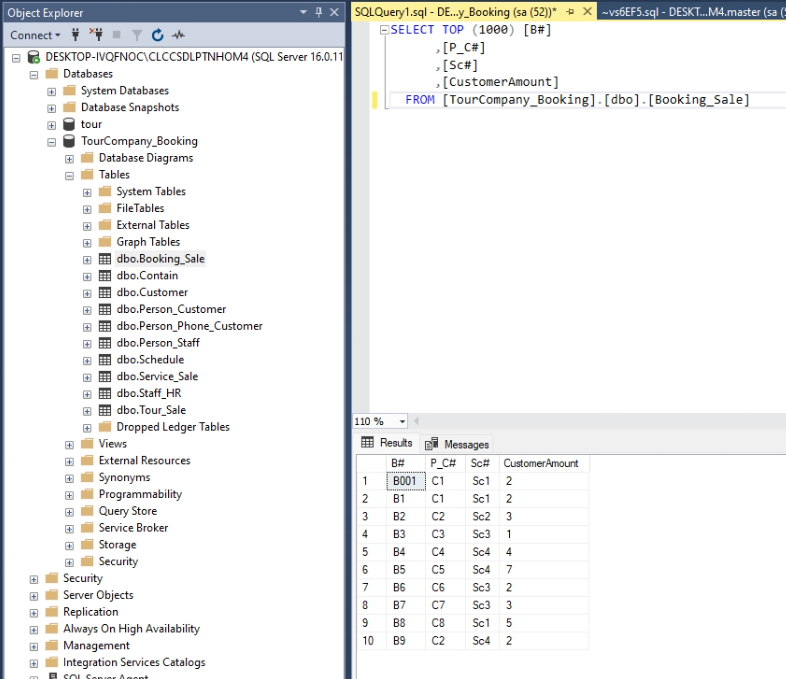 Object Explorer
Connect
DESKTOP-IVQFNOC\CLCCSDLPTNHOM4 (SQL Server 16.0.11
Databases
System Databases
Database Snapshots
tour
TourCompany_Booking
Database Diagrams
Tables
System Tables
FileTables
External Tables
Graph Tables
dbo.Booking_Sale
dbo.Contain
dbo.Customer
dbo.Person_Customer
dbo.Person_Phone_Customer
dbo.Person_Staff
dbo.Schedule
dbo.Service_Sale
dbo.Staff_HR
dbo.Tour_Sale
Dropped Ledger Tables
Views
External Resources
Synonyms
Programmability
Query Store
Service Broker
Storage
Security
Security
Server Objects
Replication
Always On High Availability
Management
Integration Services Catalogs
SQL Server Agent
SQLQuery1.sql - DE...y_Booking (sa (52))* ~vs6EF5.sql - DESKT...M4.master (sa (
SELECT TOP (1000) [B#]
,[P_C#]
,[Sc#]
,[CustomerAmount]
FROM [TourCompany_Booking].[dbo].[Booking_Sale]
110 %
Results Messages
B# P_C# Sc# CustomerAmount
1 B001 C1 Sc1 2
2 B1 C1 Sc1 2
3 B2 C2 Sc2 3
4 B3 C3 Sc3 1
5 B4 C4 Sc4 4
6 B5 C5 Sc4 7
7 B6 C6 Sc3 2
8 B7 C7 Sc3 3
9 B8 C8 Sc1 5
10 B9 C2 Sc4 2